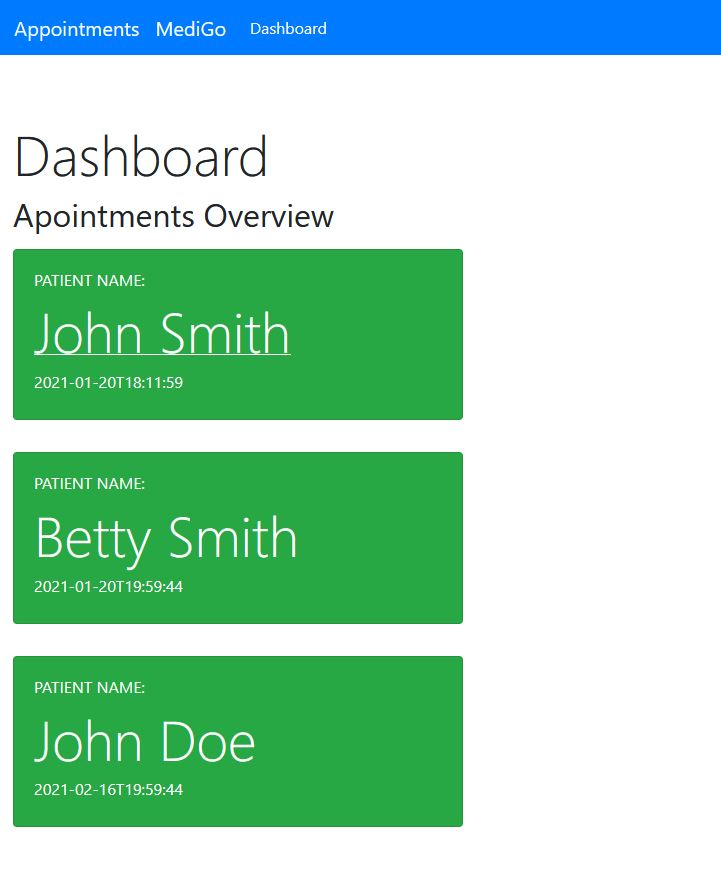 Appointments MediGo Dashboard
Dashboard
Apointments Overview
PATIENT NAME:
John Smith
2021-01-20T18:11:59
PATIENT NAME:
Betty Smith
2021-01-20T19:59:44
PATIENT NAME:
John Doe
2021-02-16T19:59:44